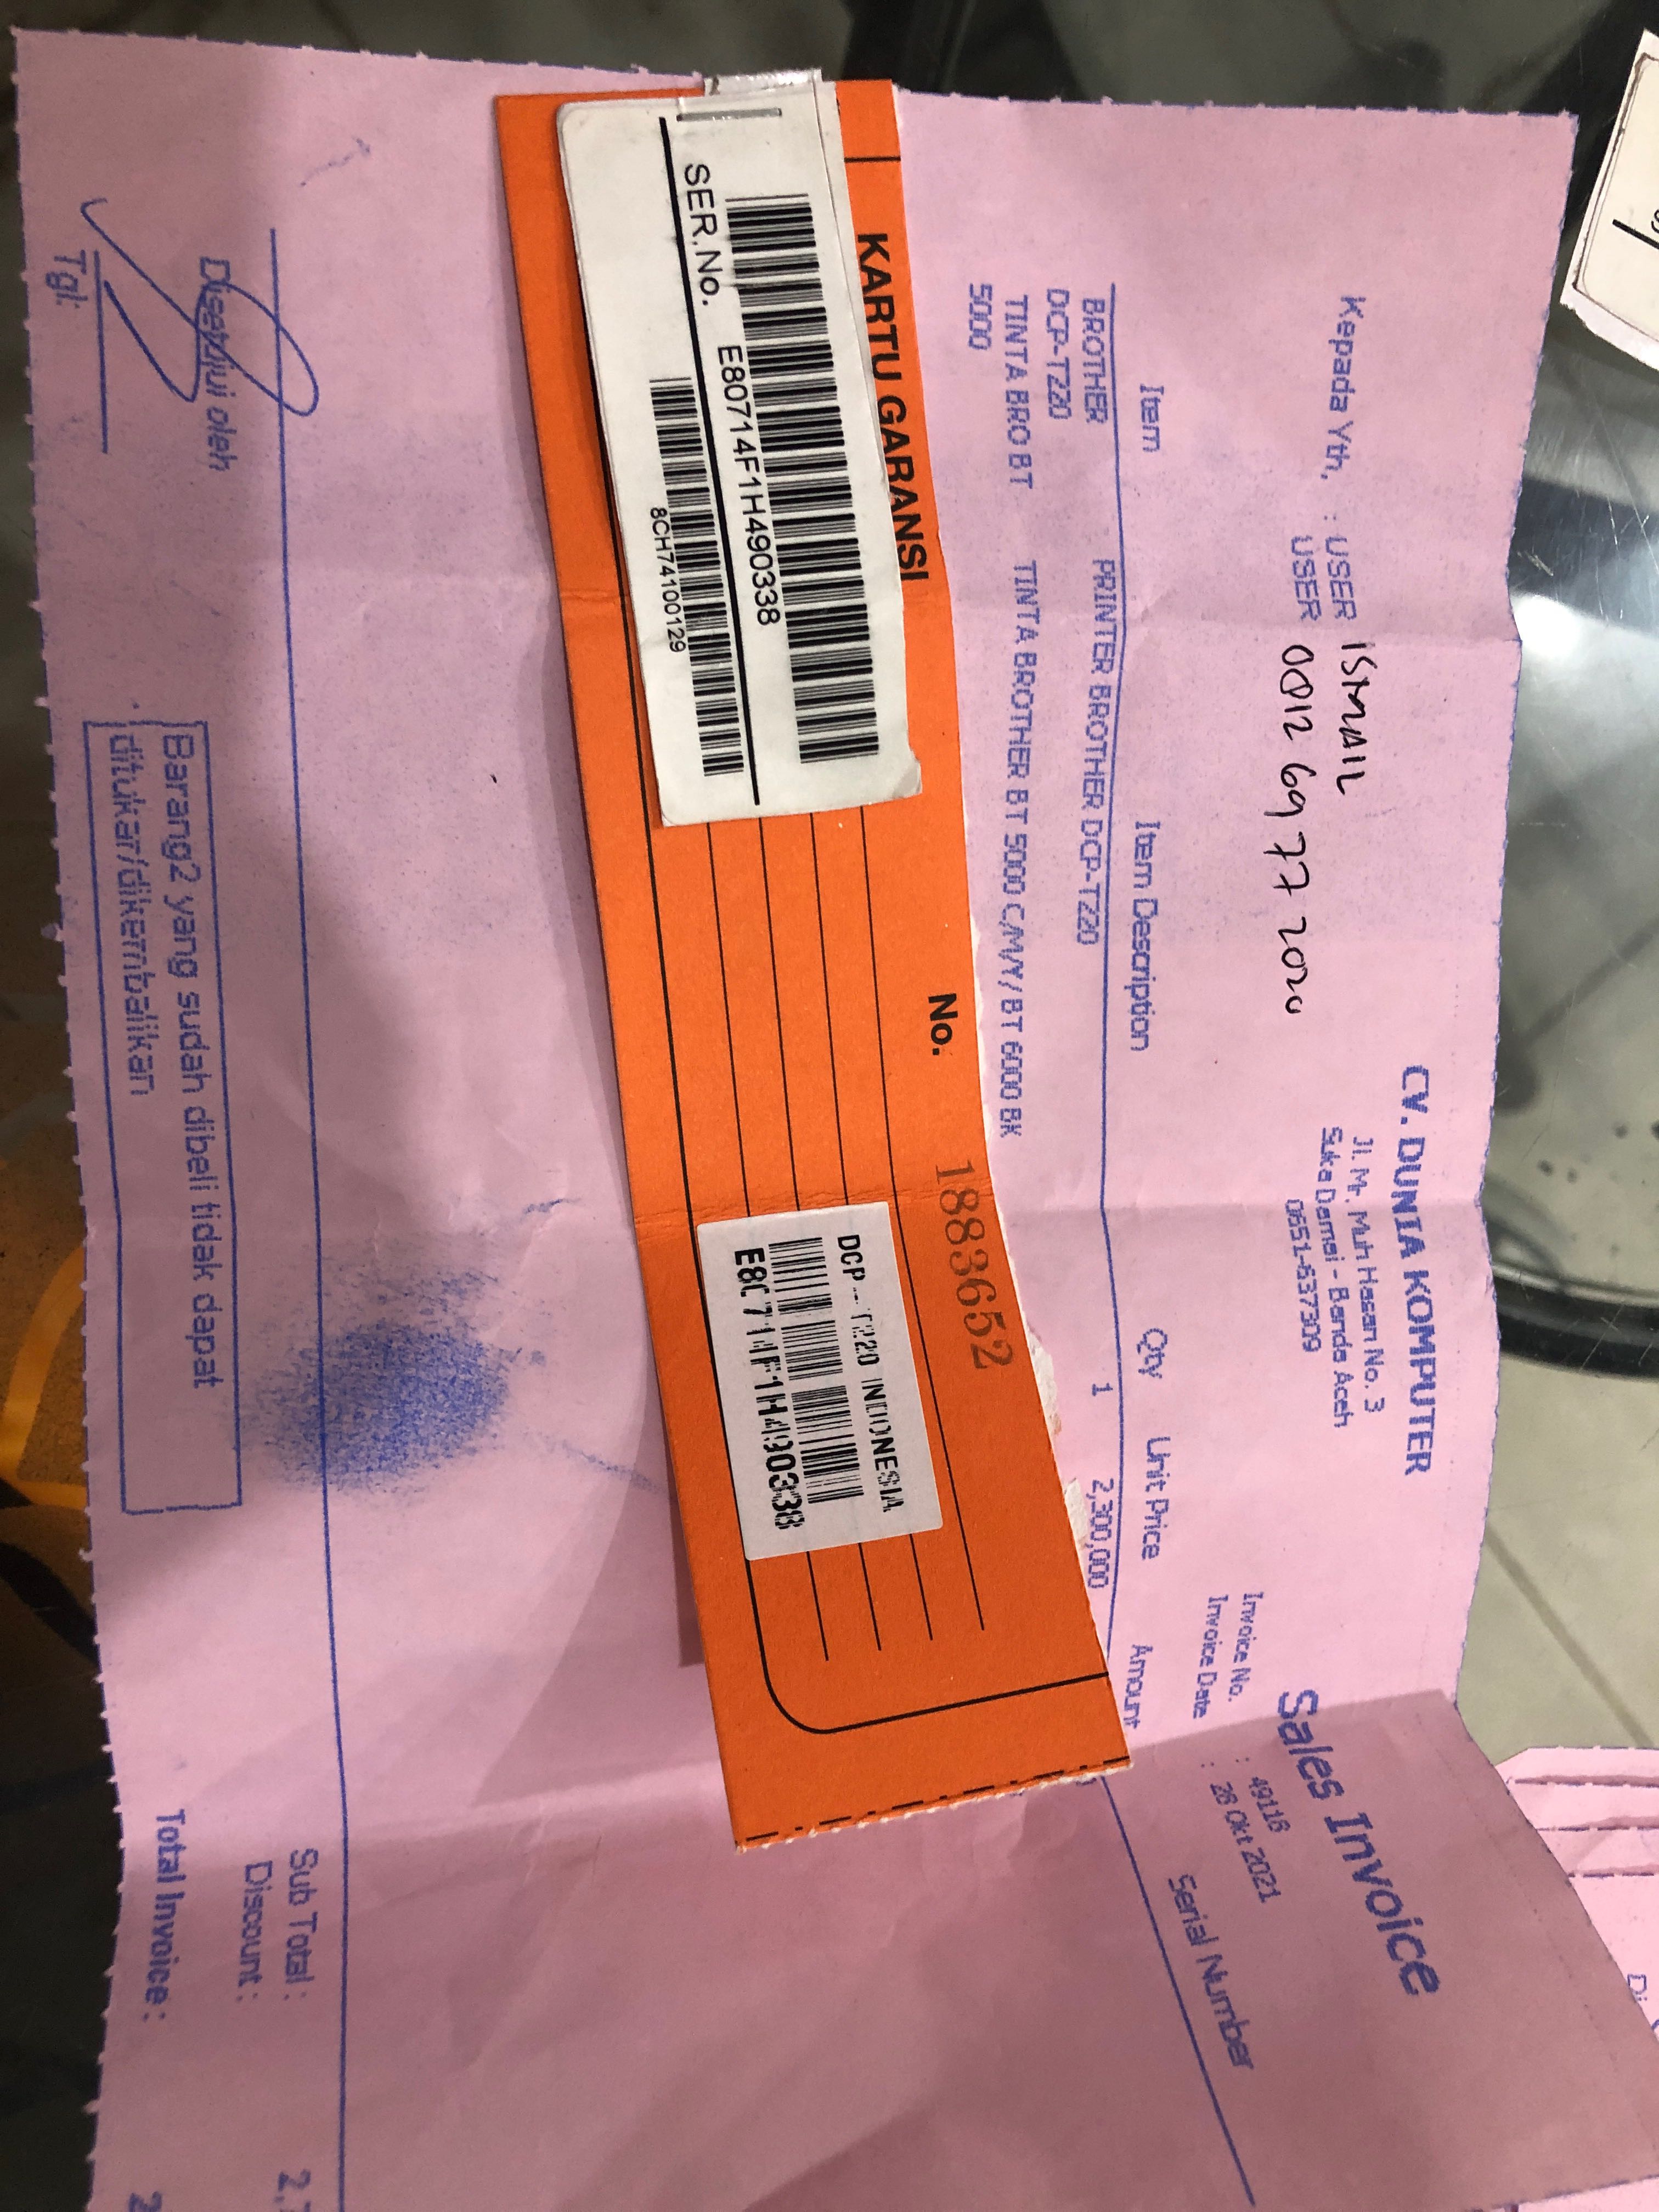 CV. DUNIA KOMPUTER
Jl. Mr. Muh Hasan No. 3
Suka Damai - Banda Aceh
0651-637309
Sales Invoice
Kepada Yth, : USER ISMAIL
USER 0812 69 77 2020
Invoice No. : 49116
Invoice Date : 26 Okt 2021
Item Item Description Qty Unit Price Amount Serial Number
BROTHER PRINTER BROTHER DCP-T220 1 2,300,000
DCP-T220
TINTA BRO BT TINTA BROTHER BT 5000 C/M/Y/ BT 6000 BK
5000
KARTU GARANSI
No. 1883652
SER.No. E80714F1H490338
8CH74100129
DCP-T220 INDONESIA
E80714F1H490338
Sub Total :
Discount :
Total Invoice :
Disetujui oleh
Tgl:
Barang2 yang sudah dibeli tidak dapat
ditukar/dikembalikan